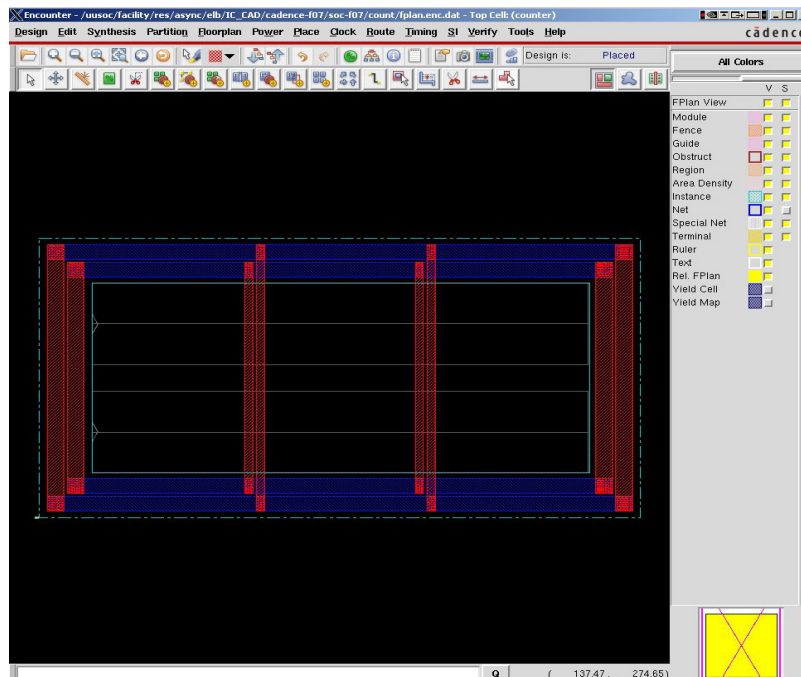 Encounter - /uusoc/facility/res/async/elb/IC_CAD/cadence-f07/soc-f07/count/fplan.enc.dat - Top Cell: (counter)
Design Edit Synthesis Partition Floorplan Power Place Clock Route Timing SI Verify Tools Help cādence
Design is: Placed
All Colors
V S
FPlan View
Module
Fence
Guide
Obstruct
Region
Area Density
Instance
Net
Special Net
Terminal
Ruler
Text
Rel. FPlan
Yield Cell
Yield Map
Q ( 137.47, 274.65)